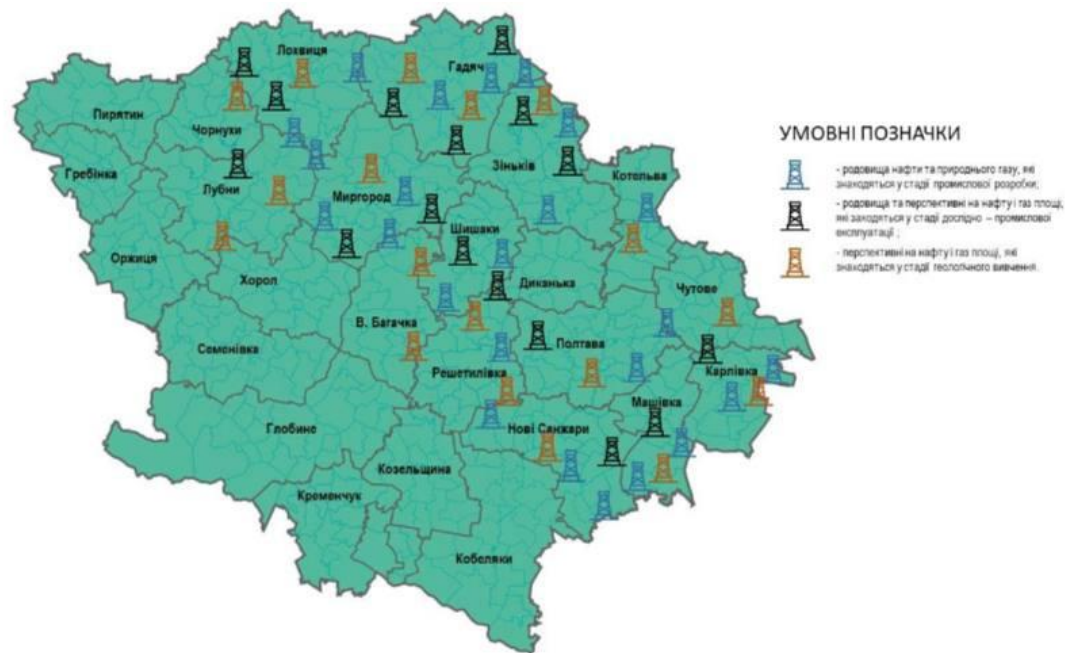 Лохвиця
Гадяч
Пирятин
Чорнухи
Гребінка
Лубни
Миргород
Зіньків
Котельва
Шишаки
Оржиця
Хорол
Диканька
Чутове
В. Багачка
Семенівка
Полтава
Решетилівка
Карлівка
Машівка
Глобине
Нові Санжари
Козельщина
Кременчук
Кобеляки
УМОВНІ ПОЗНАЧКИ
- родовища нафти та природнього газу, які
знаходяться у стадії промислової розробки;
- родовища та перспективні на нафту і газ площі,
які заходяться у стадії дослідно – промислової
експлуатації ;
- перспективні на нафту і газ площі, які
знаходяться у стадії геологічного вивчення.